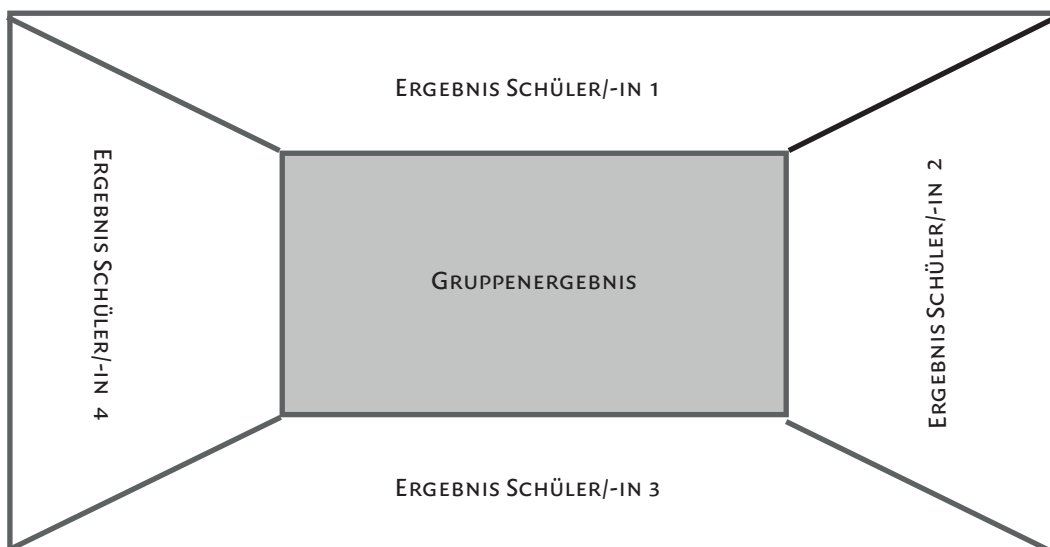 Ergebnis Schüler/-in 1
Ergebnis Schüler/-in 4
Gruppenergebnis
Ergebnis Schüler/-in 2
Ergebnis Schüler/-in 3